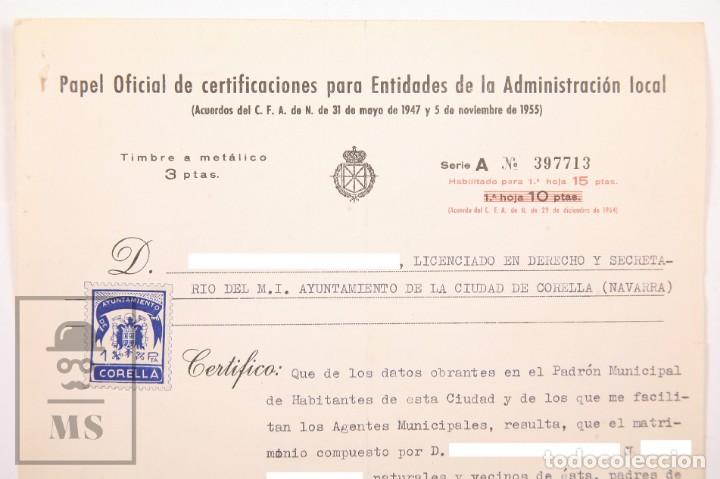 Papel Oficial de certificaciones para Entidades de la Administración local
(Acuerdos del C. F. A. de N. de 31 de mayo de 1947 y 5 de noviembre de 1955)
Timbre a metálico
3 ptas.
Serie A № 397713
Habilitado para 1.ª hoja 15 ptas.
1.ª hoja 10 ptas.
(Acuerdo del C. F. A. de N. de 29 de diciembre de 1964)
D. , LICENCIADO EN DERECHO Y SECRETA-
RIO DEL M.I. AYUNTAMIENTO DE LA CIUDAD DE CORELLA (NAVARRA)
AYUNTAMIENTO
1 Pta
CORELLA
Certifico: Que de los datos obrantes en el Padrón Municipal
de Habitantes de esta Ciudad y de los que me facili-
tan los Agentes Municipales, resulta, que el matri-
mónio compuesto por D.
naturales y vecinos de ésta, padres de
MS
todocoleccion.net